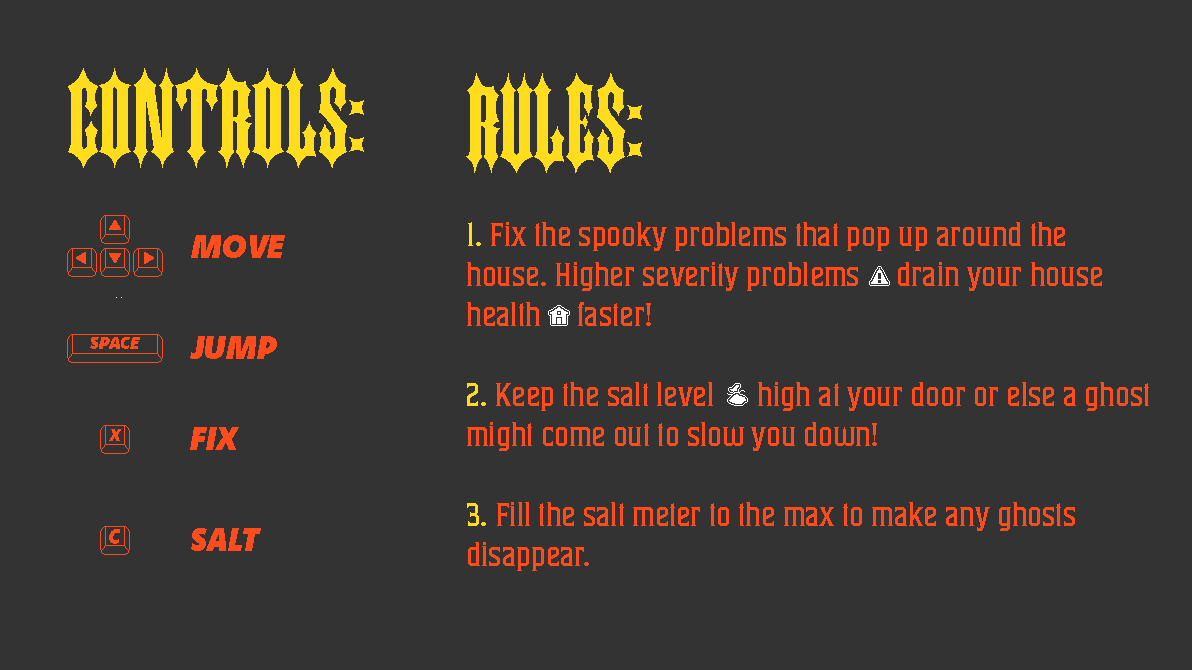 CONTROLS:
MOVE
SPACE JUMP
X FIX
C SALT
RULES:
1. Fix the spooky problems that pop up around the
house. Higher severity problems drain your house
health faster!
2. Keep the salt level high at your door or else a ghost
might come out to slow you down!
3. Fill the salt meter to the max to make any ghosts
disappear.